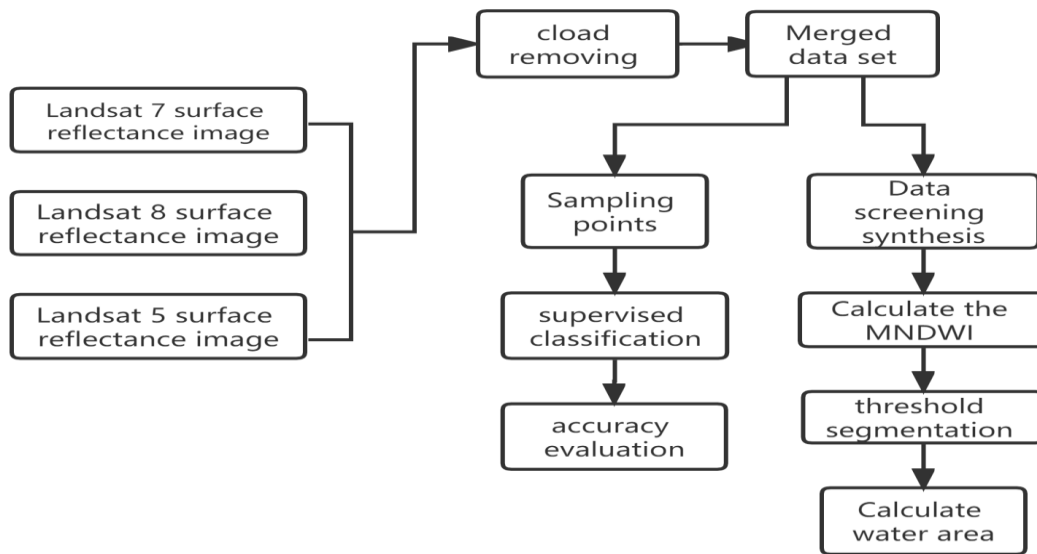 cload
removing
Merged
data set
Landsat 7 surface
reflectance image
Landsat 8 surface
reflectance image
Landsat 5 surface
reflectance image
Sampling
points
supervised
classification
accuracy
evaluation
Data
screening
synthesis
Calculate the
MNDWI
threshold
segmentation
Calculate
water area